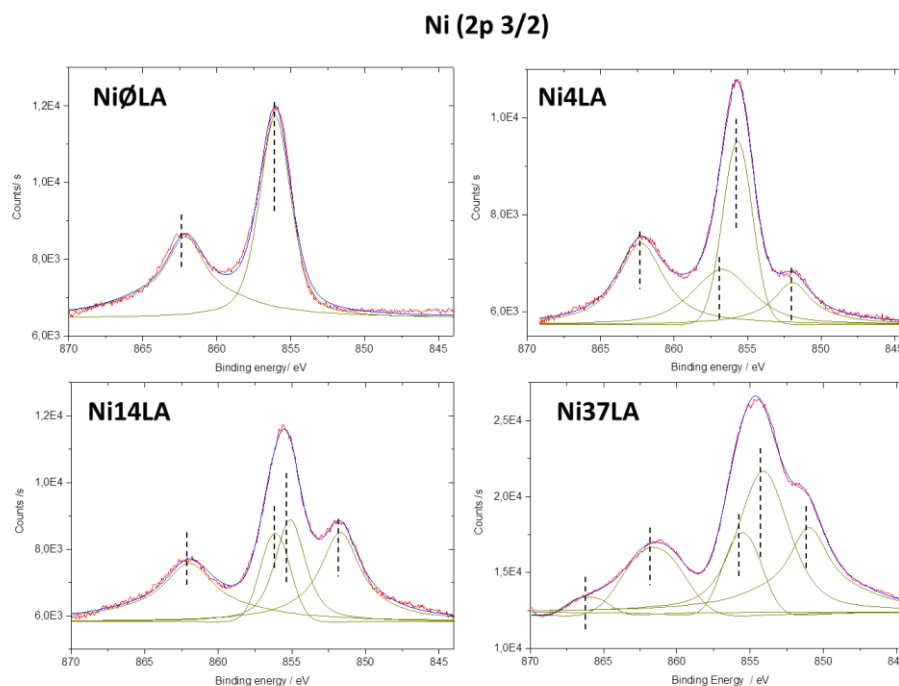 Ni (2p 3/2)
NiØLA
1,2E4
1,0E4
8,0E3
6,0E3
Counts/ s
870 865 860 855 850 845
Binding energy/ eV
Ni4LA
1,0E4
8,0E3
6,0E3
Counts/ s
870 865 860 855 850 845
Binding energy/ eV
Ni14LA
1,2E4
1,0E4
8,0E3
6,0E3
Counts /s
870 865 860 855 850 845
Binding energy / eV
Ni37LA
2,5E4
2,0E4
1,5E4
1,0E4
Counts /s
870 865 860 855 850 845
Binding Energy / eV